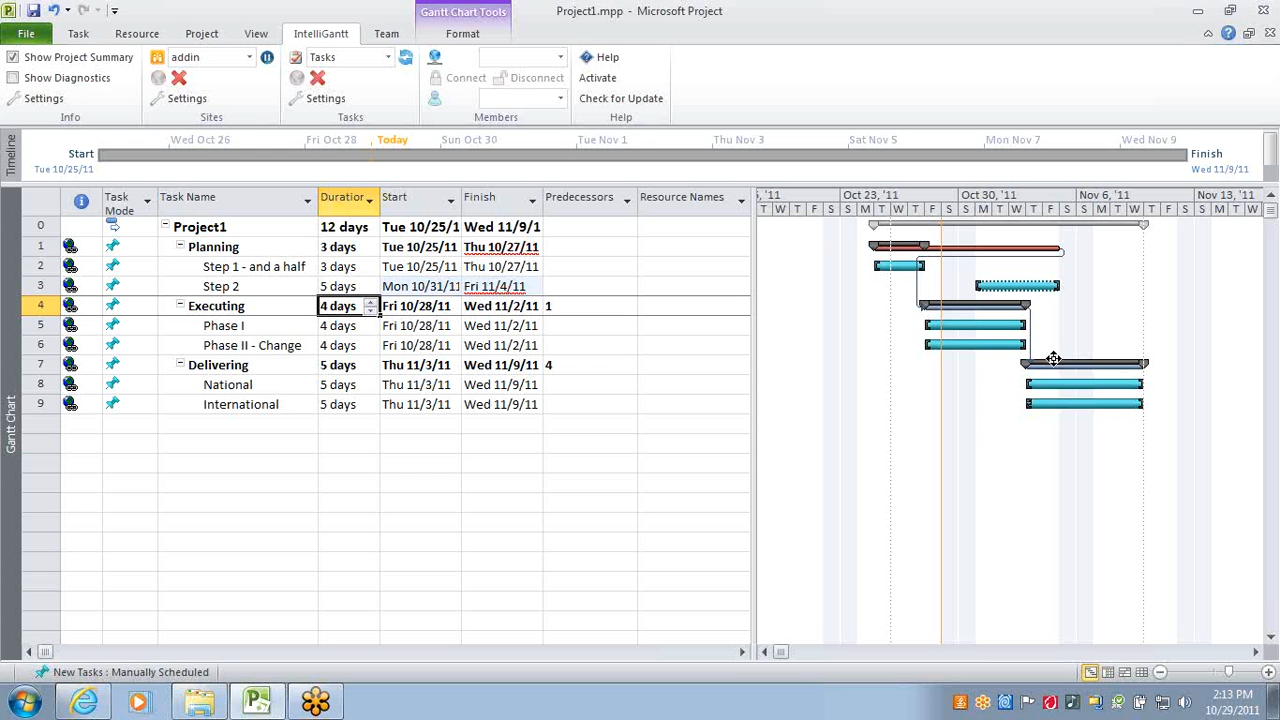 Gantt Chart Tools
Project1.mpp - Microsoft Project
File Task Resource Project View IntelliGantt Team Format
Show Project Summary addin Tasks Help
Show Diagnostics Connect Disconnect Activate
Settings Settings Settings Check for Update
Info Sites Tasks Members Help
Timeline
Wed Oct 26 Fri Oct 28 Today Sun Oct 30 Tue Nov 1 Thu Nov 3 Sat Nov 5 Mon Nov 7 Wed Nov 9
Start Finish
Tue 10/25/11 Wed 11/9/11
Task Mode Task Name Duration Start Finish Predecessors Resource Names
, '11 Oct 23, '11 Oct 30, '11 Nov 6, '11 Nov 13, '11
T W T F S S M T W T F S S M T W T F S S M T W T F S S M T W
0 Project1 12 days Tue 10/25/1 Wed 11/9/1
1 Planning 3 days Tue 10/25/11 Thu 10/27/11
2 Step 1 - and a half 3 days Tue 10/25/11 Thu 10/27/11
3 Step 2 5 days Mon 10/31/11 Fri 11/4/11
4 Executing 4 days Fri 10/28/11 Wed 11/2/11 1
5 Phase I 4 days Fri 10/28/11 Wed 11/2/11
6 Phase II - Change 4 days Fri 10/28/11 Wed 11/2/11
7 Delivering 5 days Thu 11/3/11 Wed 11/9/11 4
8 National 5 days Thu 11/3/11 Wed 11/9/11
9 International 5 days Thu 11/3/11 Wed 11/9/11
Gantt Chart
New Tasks : Manually Scheduled
2:13 PM
10/29/2011